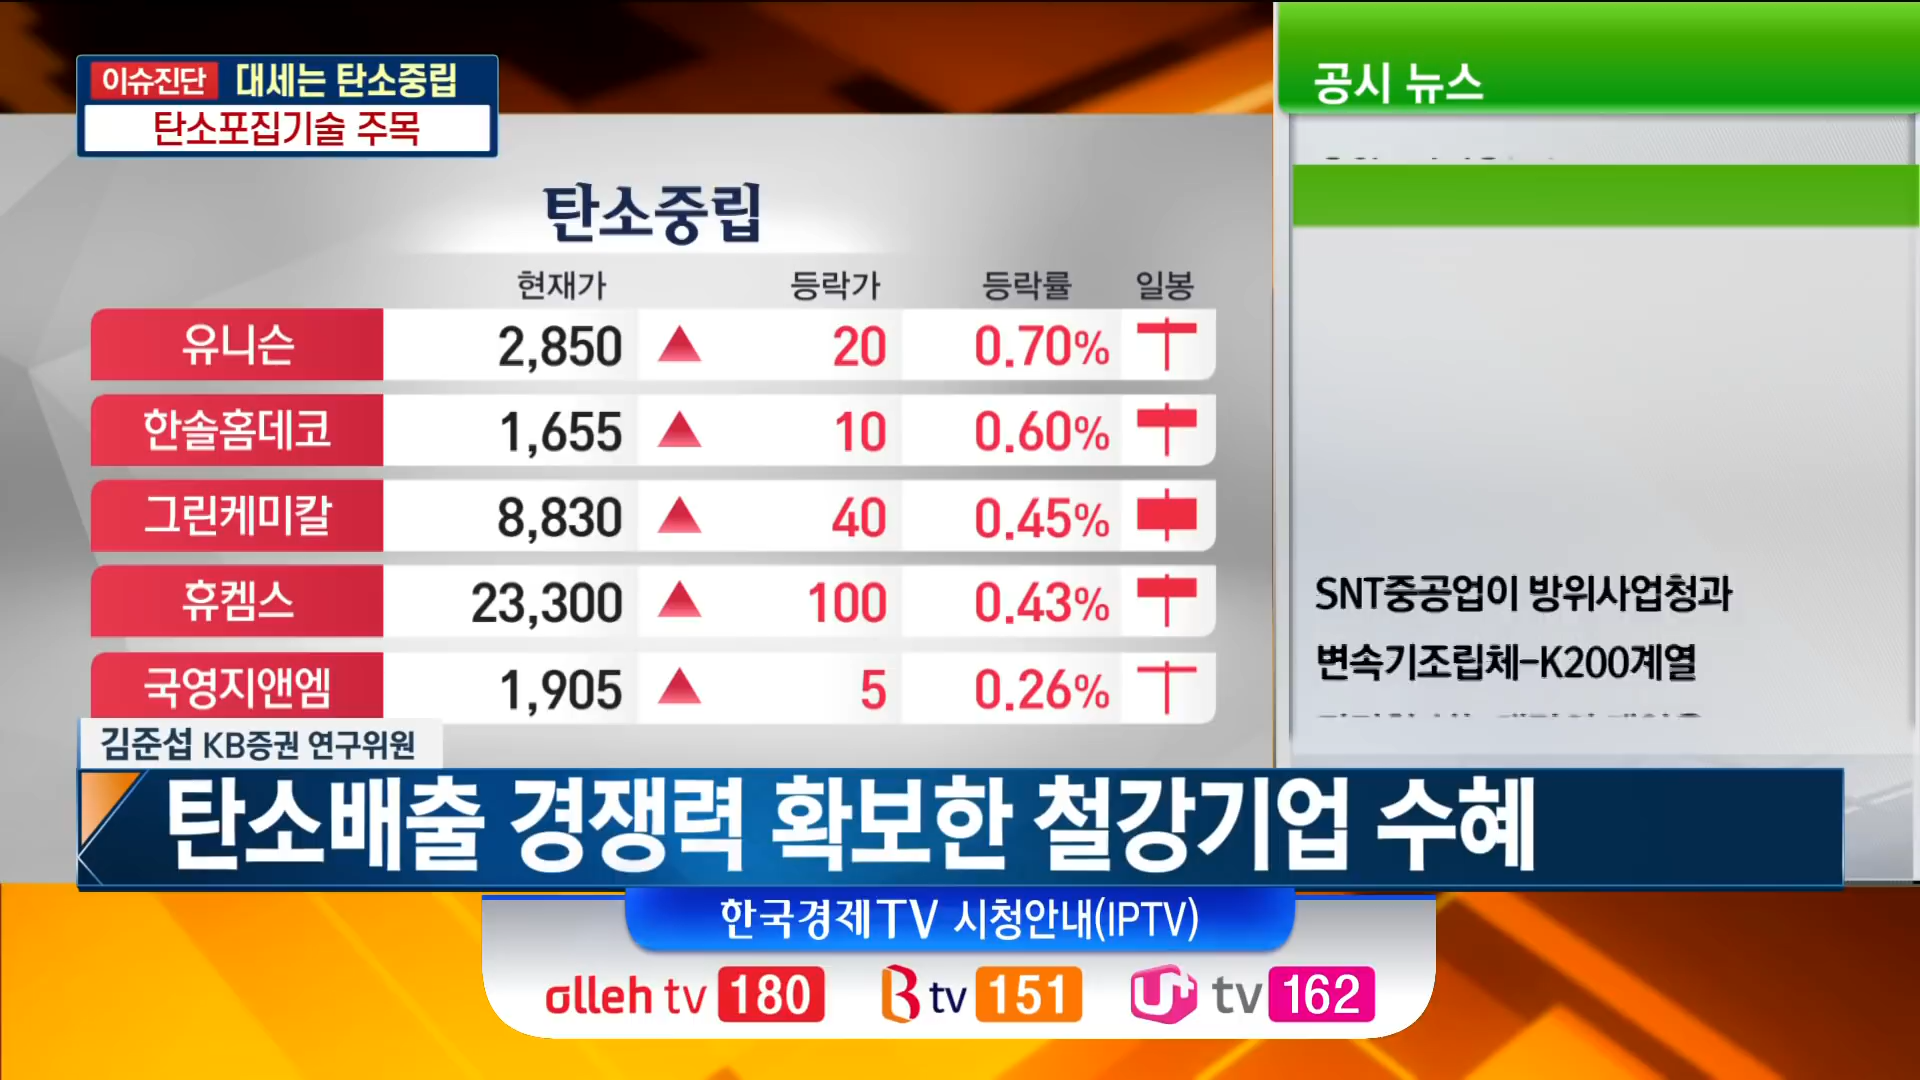 이슈진단 대세는 탄소중립
탄소포집기술 주목
탄소중립
현재가 등락가 등락률 일봉
유니슨 2,850 ▲ 20 0.70%
한솔홈데코 1,655 ▲ 10 0.60%
그린케미칼 8,830 ▲ 40 0.45%
휴켐스 23,300 ▲ 100 0.43%
국영지앤엠 1,905 ▲ 5 0.26%
공시 뉴스
SNT중공업이 방위사업청과
변속기조립체-K200계열
김준섭 KB증권 연구위원
탄소배출 경쟁력 확보한 철강기업 수혜
한국경제TV 시청안내(IPTV)
olleh tv 180 B tv 151 U+ tv 162